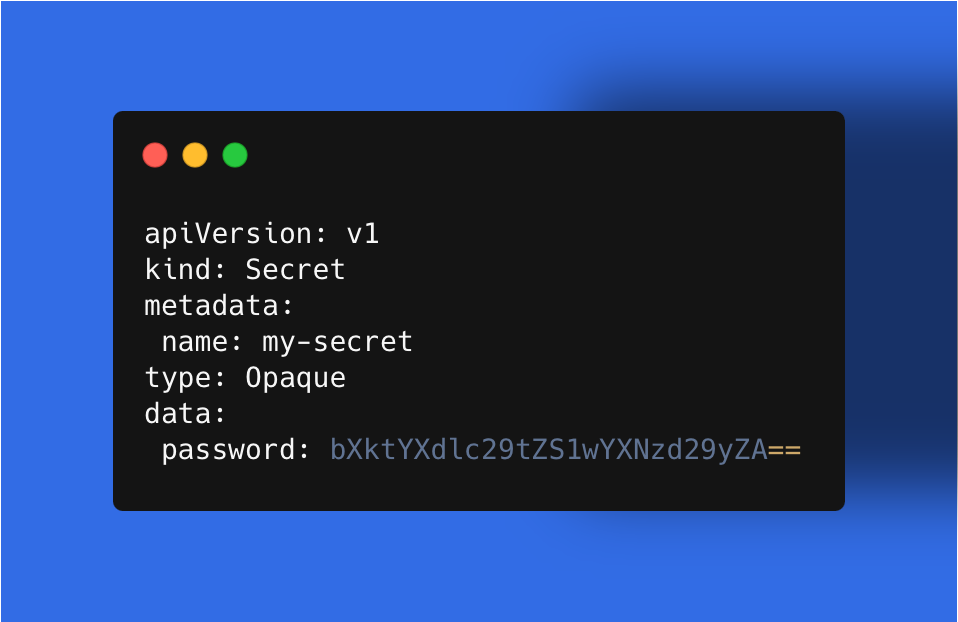 apiVersion: v1
kind: Secret
metadata:
 name: my-secret
type: Opaque
data:
 password: bXktYXdlc29tZS1wYXNzd29yZA==